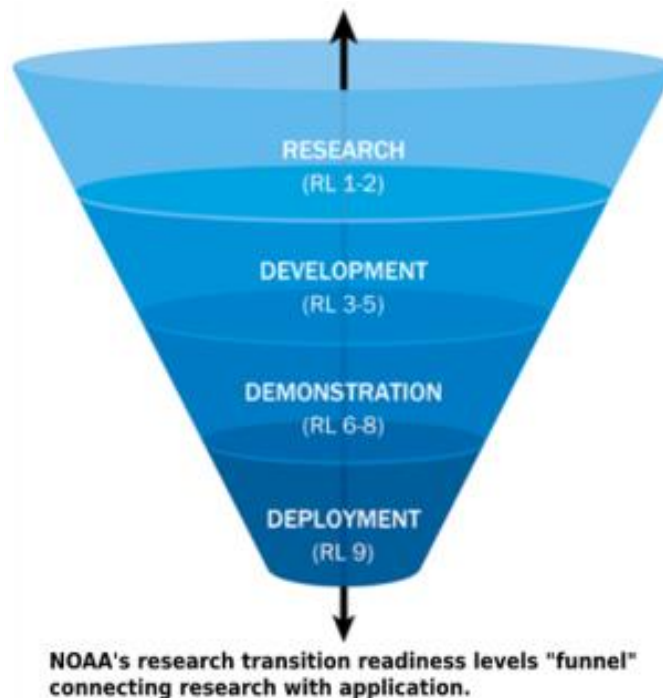 RESEARCH
(RL 1-2)
DEVELOPMENT
(RL 3-5)
DEMONSTRATION
(RL 6-8)
DEPLOYMENT
(RL 9)
NOAA's research transition readiness levels "funnel"
connecting research with application.